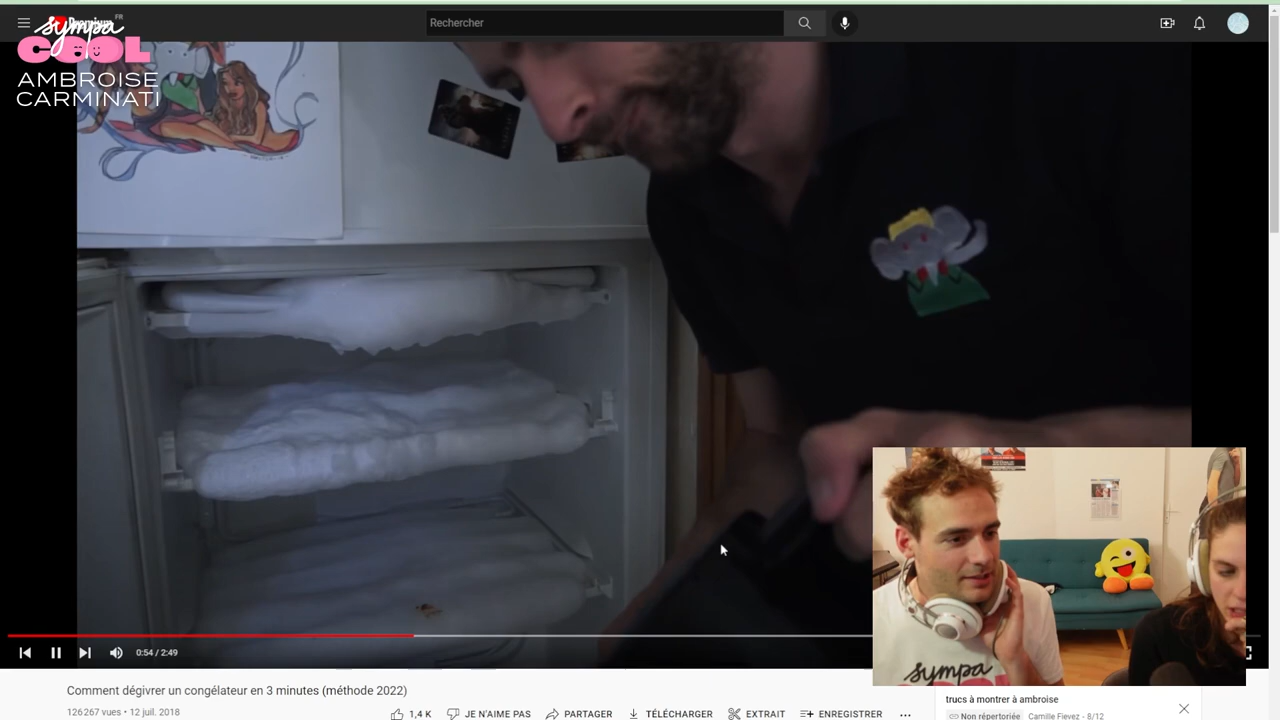 Rechercher
sympa
COOL
AMBROISE
CARMINATI
FR
0:54 / 2:49
Comment dégivrer un congélateur en 3 minutes (méthode 2022)
126 267 vues • 12 juil. 2018
1,4 K
JE N'AIME PAS
PARTAGER
TÉLÉCHARGER
EXTRAIT
ENREGISTRER
sympa
trucs à montrer à ambroise
Non répertoriée Camille Fievez - 8/12